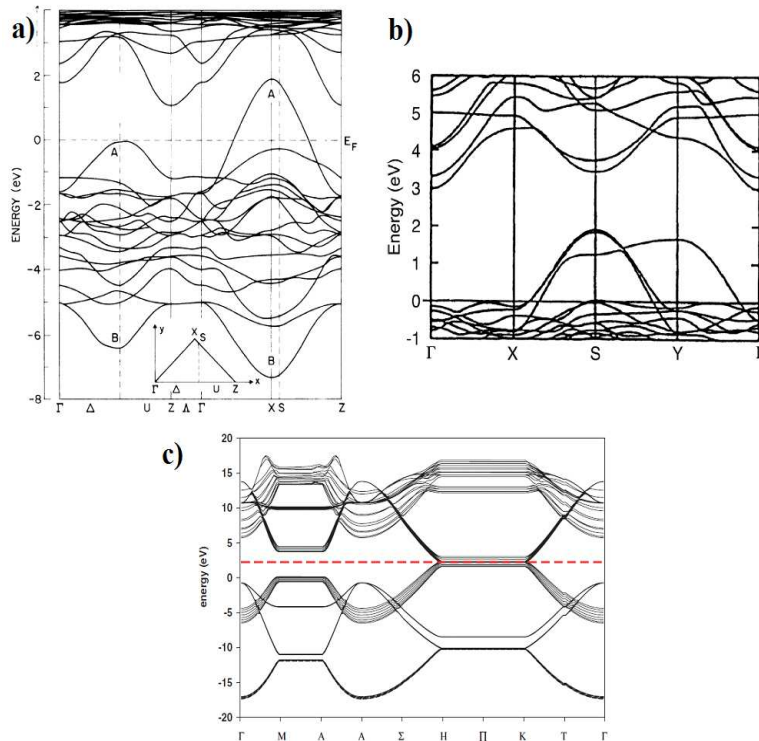 a)
4
2
0
-2
-4
-6
-8
ENERGY (eV)
A
A
E_F
B
B
y
X S
Γ Δ U Z x
Γ Δ U Z Λ Γ X S Z
b)
6
5
4
3
2
1
0
-1
Energy (eV)
Γ X S Y Γ
c)
20
15
10
5
0
-5
-10
-15
-20
energy (eV)
Γ M A A Σ H Π K T Γ